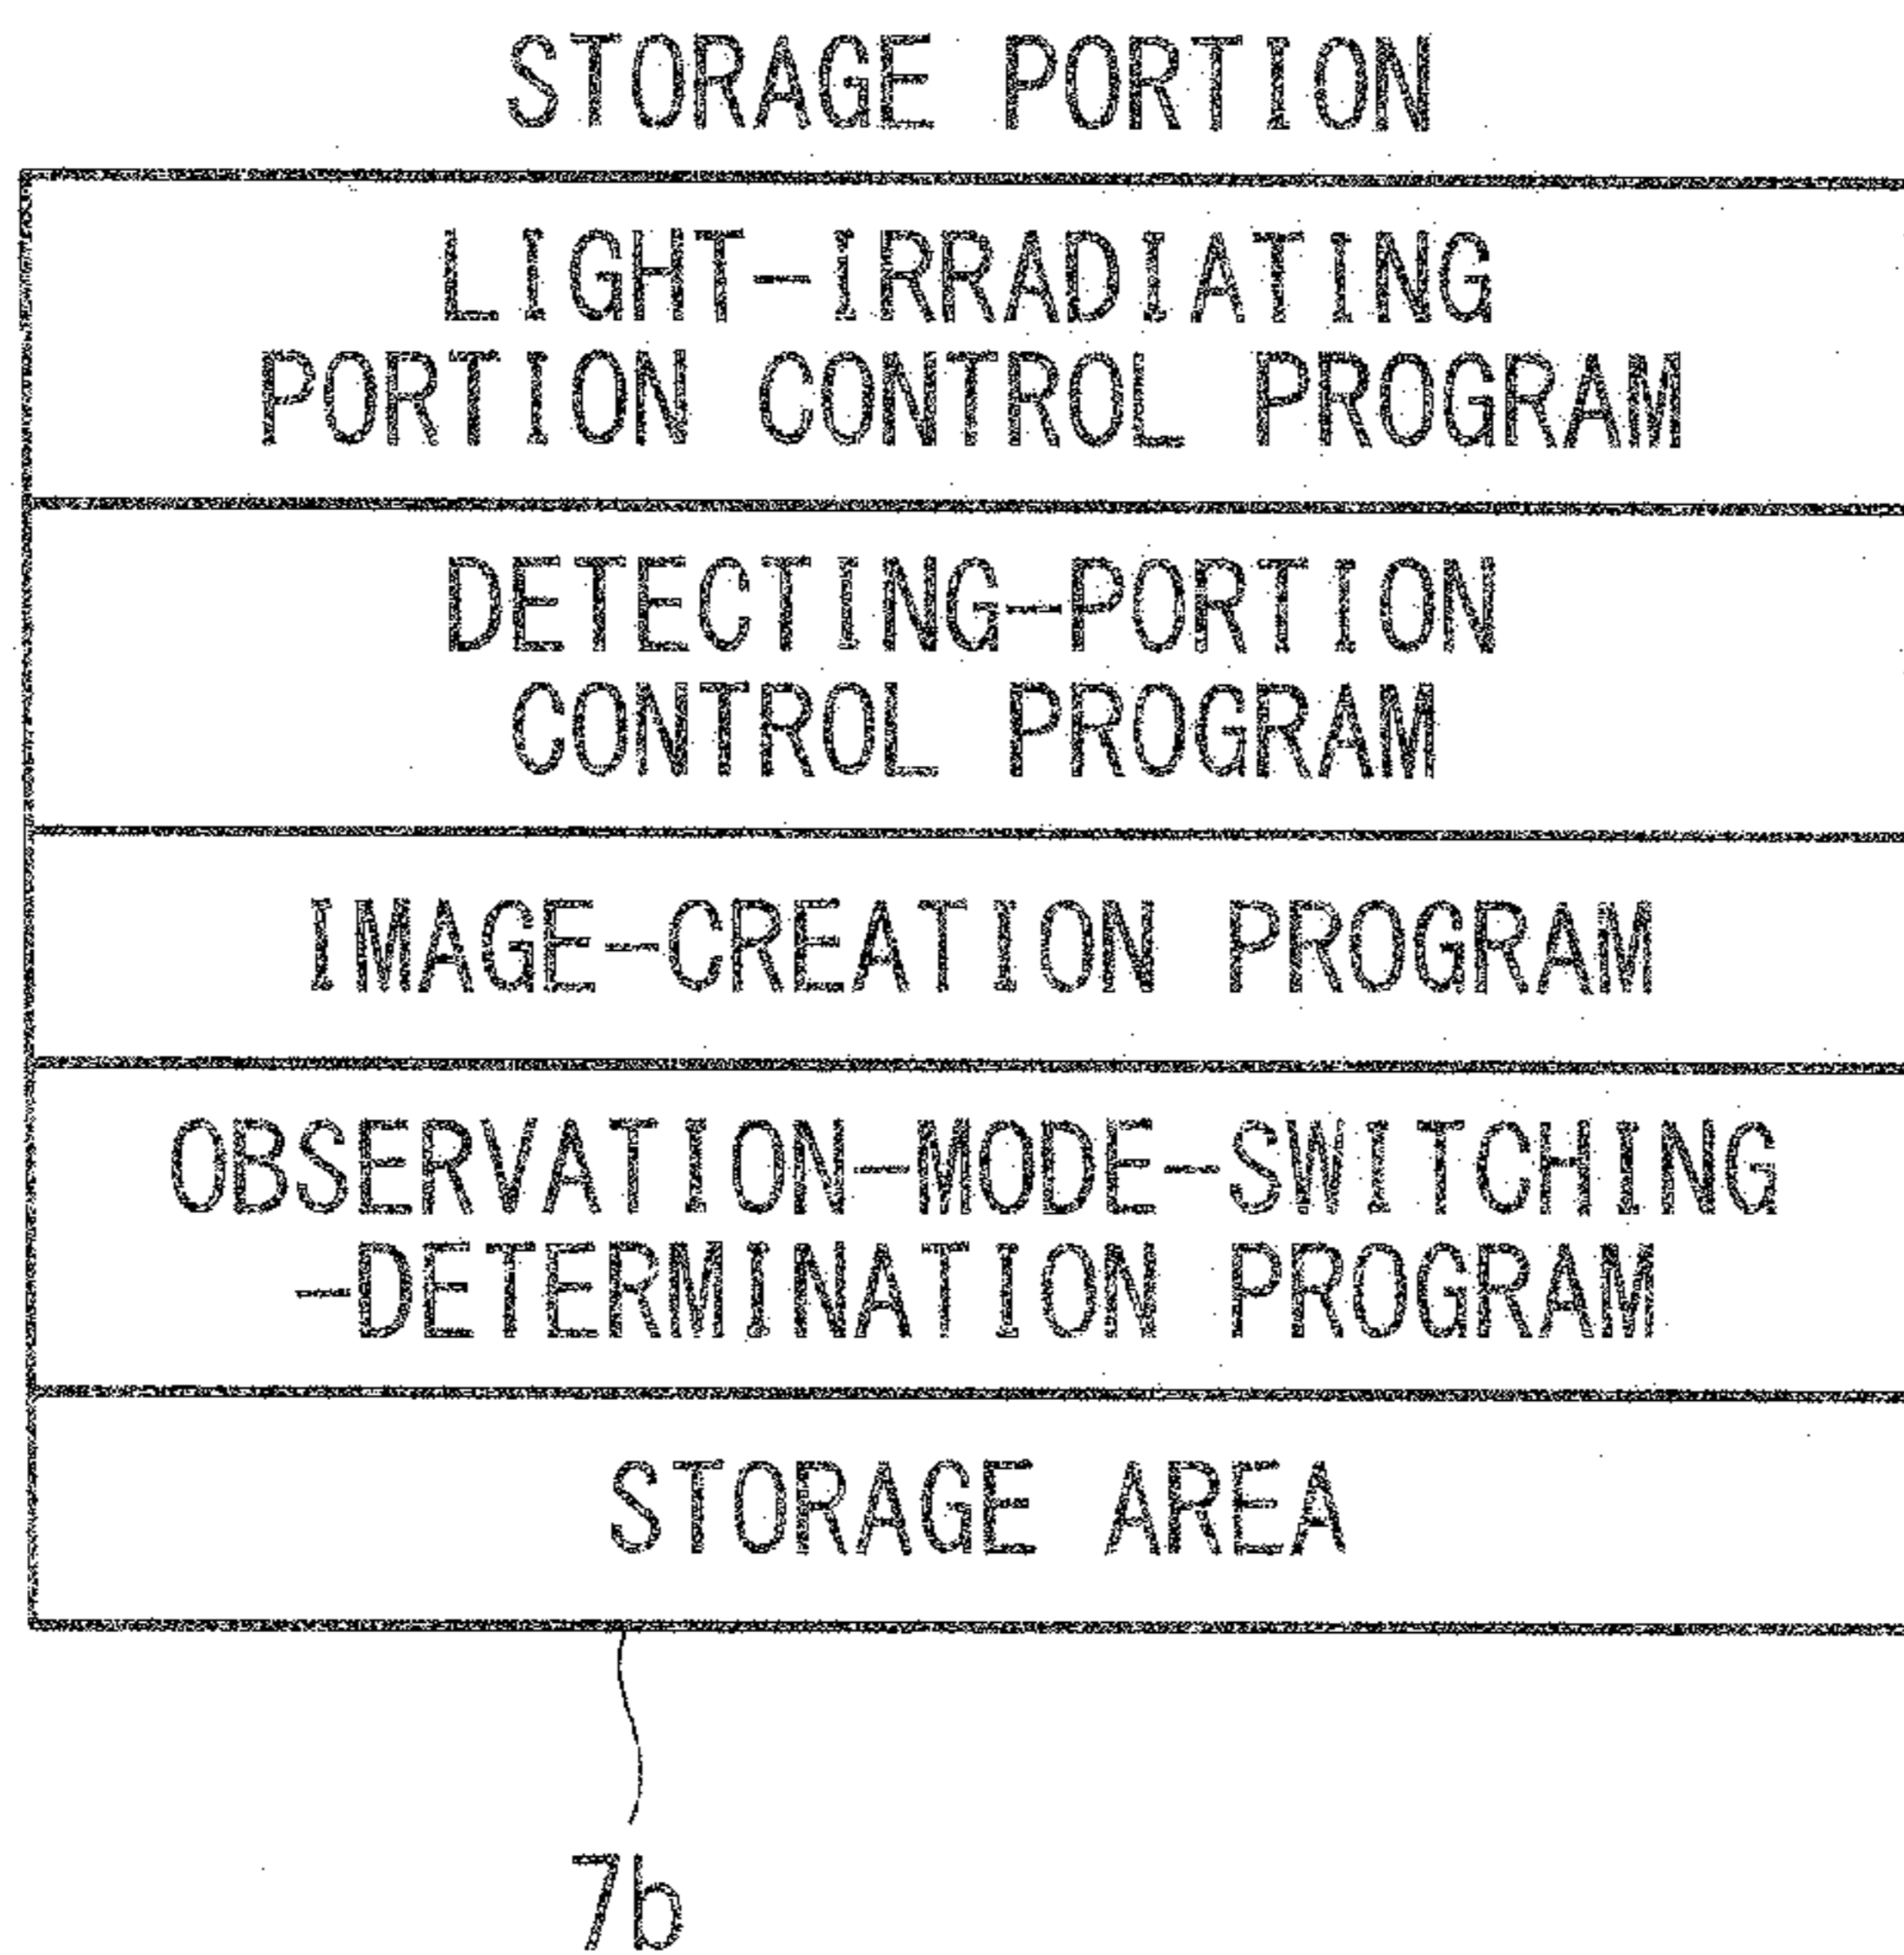 STORAGE PORTION
LIGHT-IRRADIATING
PORTION CONTROL PROGRAM
DETECTING-PORTION
CONTROL PROGRAM
IMAGE-CREATION PROGRAM
OBSERVATION-MODE-SWITCHING
-DETERMINATION PROGRAM
STORAGE AREA
7b